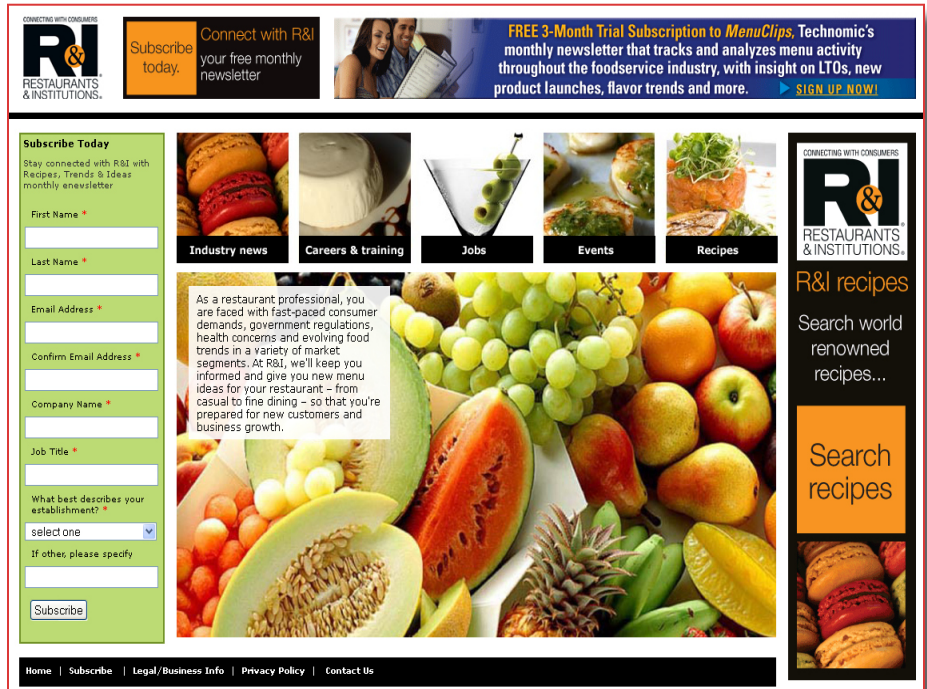 CONNECTING WITH CONSUMERS
R&I
RESTAURANTS
& INSTITUTIONS®
Subscribe
today.
Connect with R&I
your free monthly
newsletter
FREE 3-Month Trial Subscription to MenuClips, Technomic's
monthly newsletter that tracks and analyzes menu activity
throughout the foodservice industry, with insight on LTOs, new
product launches, flavor trends and more. SIGN UP NOW!
Subscribe Today
Stay connected with R&I with
Recipes, Trends & Ideas
monthly enevsletter
First Name *
Last Name *
Email Address *
Confirm Email Address *
Company Name *
Job Title *
What best describes your
establishment? *
select one
If other, please specify
Subscribe
Industry news
Careers & training
Jobs
Events
Recipes
As a restaurant professional, you
are faced with fast-paced consumer
demands, government regulations,
health concerns and evolving food
trends in a variety of market
segments. At R&I, we'll keep you
informed and give you new menu
ideas for your restaurant – from
casual to fine dining – so that you're
prepared for new customers and
business growth.
CONNECTING WITH CONSUMERS
R&I
RESTAURANTS
& INSTITUTIONS®
R&I recipes
Search world
renowned
recipes...
Search
recipes
Home | Subscribe | Legal/Business Info | Privacy Policy | Contact Us